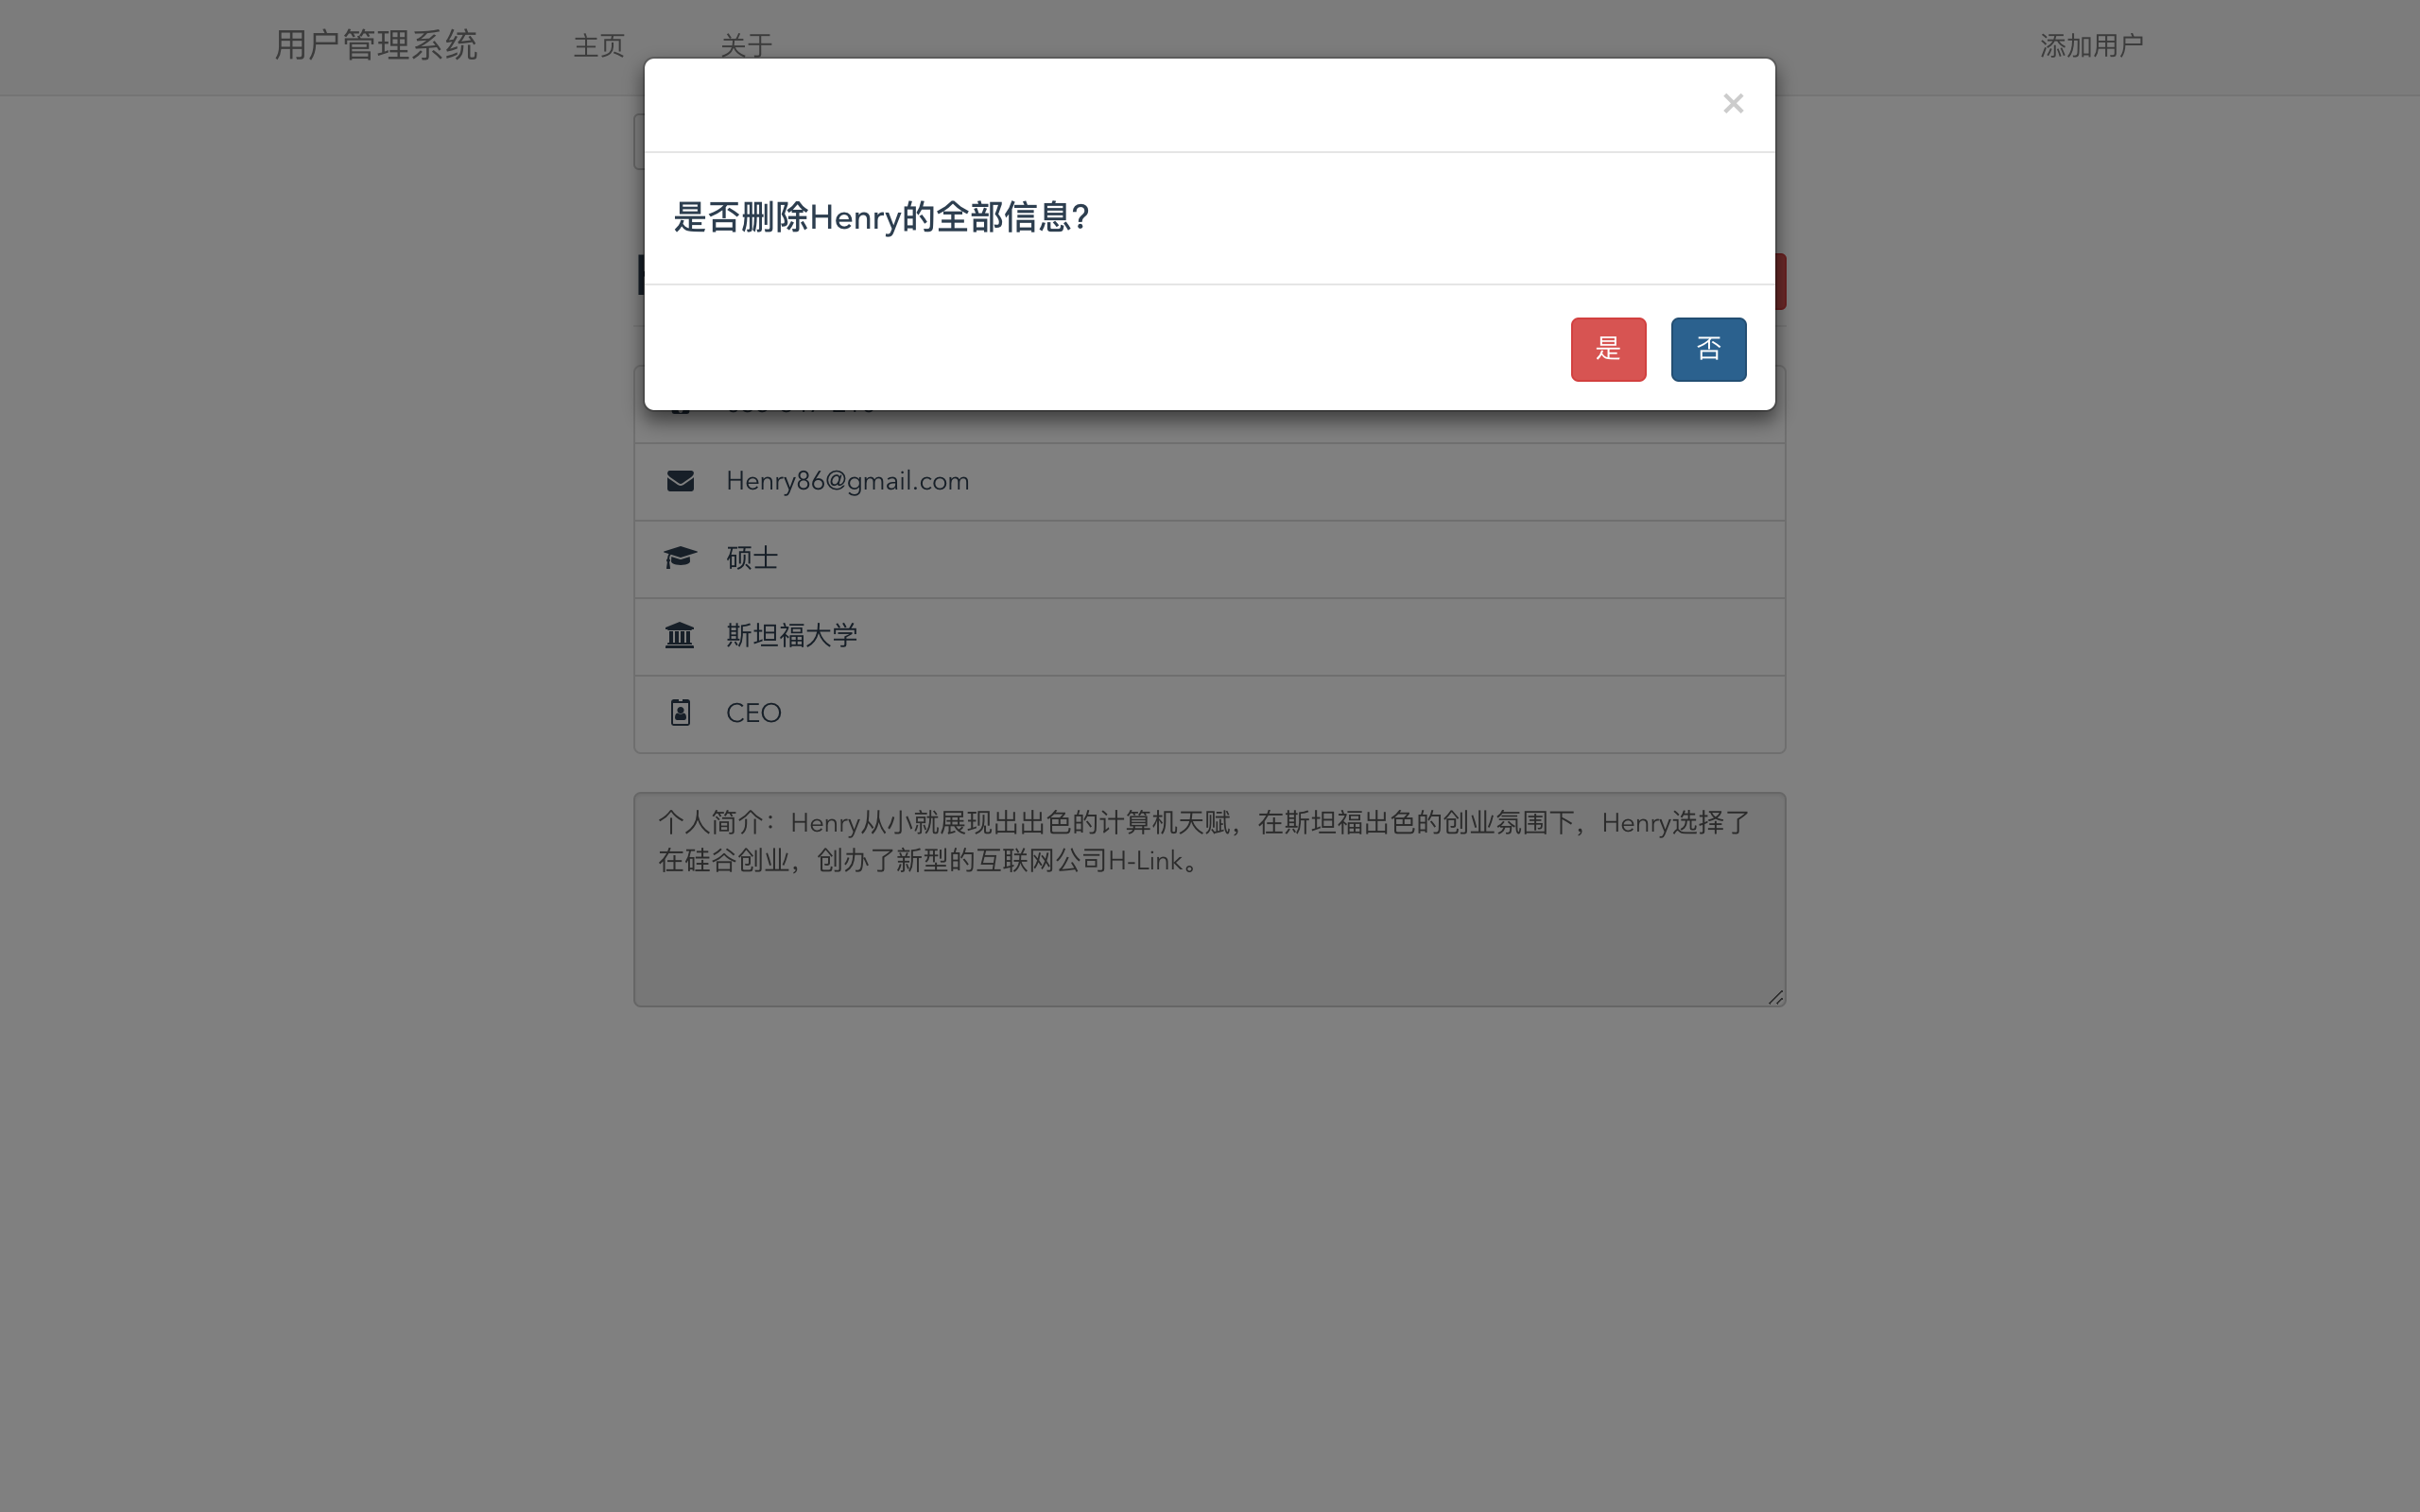 用户管理系统 主页 关于 添加用户
×
是否删除Henry的全部信息?
是 否
Henry86@gmail.com
硕士
斯坦福大学
CEO
个人简介：Henry从小就展现出出色的计算机天赋，在斯坦福出色的创业氛围下，Henry选择了
在硅谷创业，创办了新型的互联网公司H-Link。